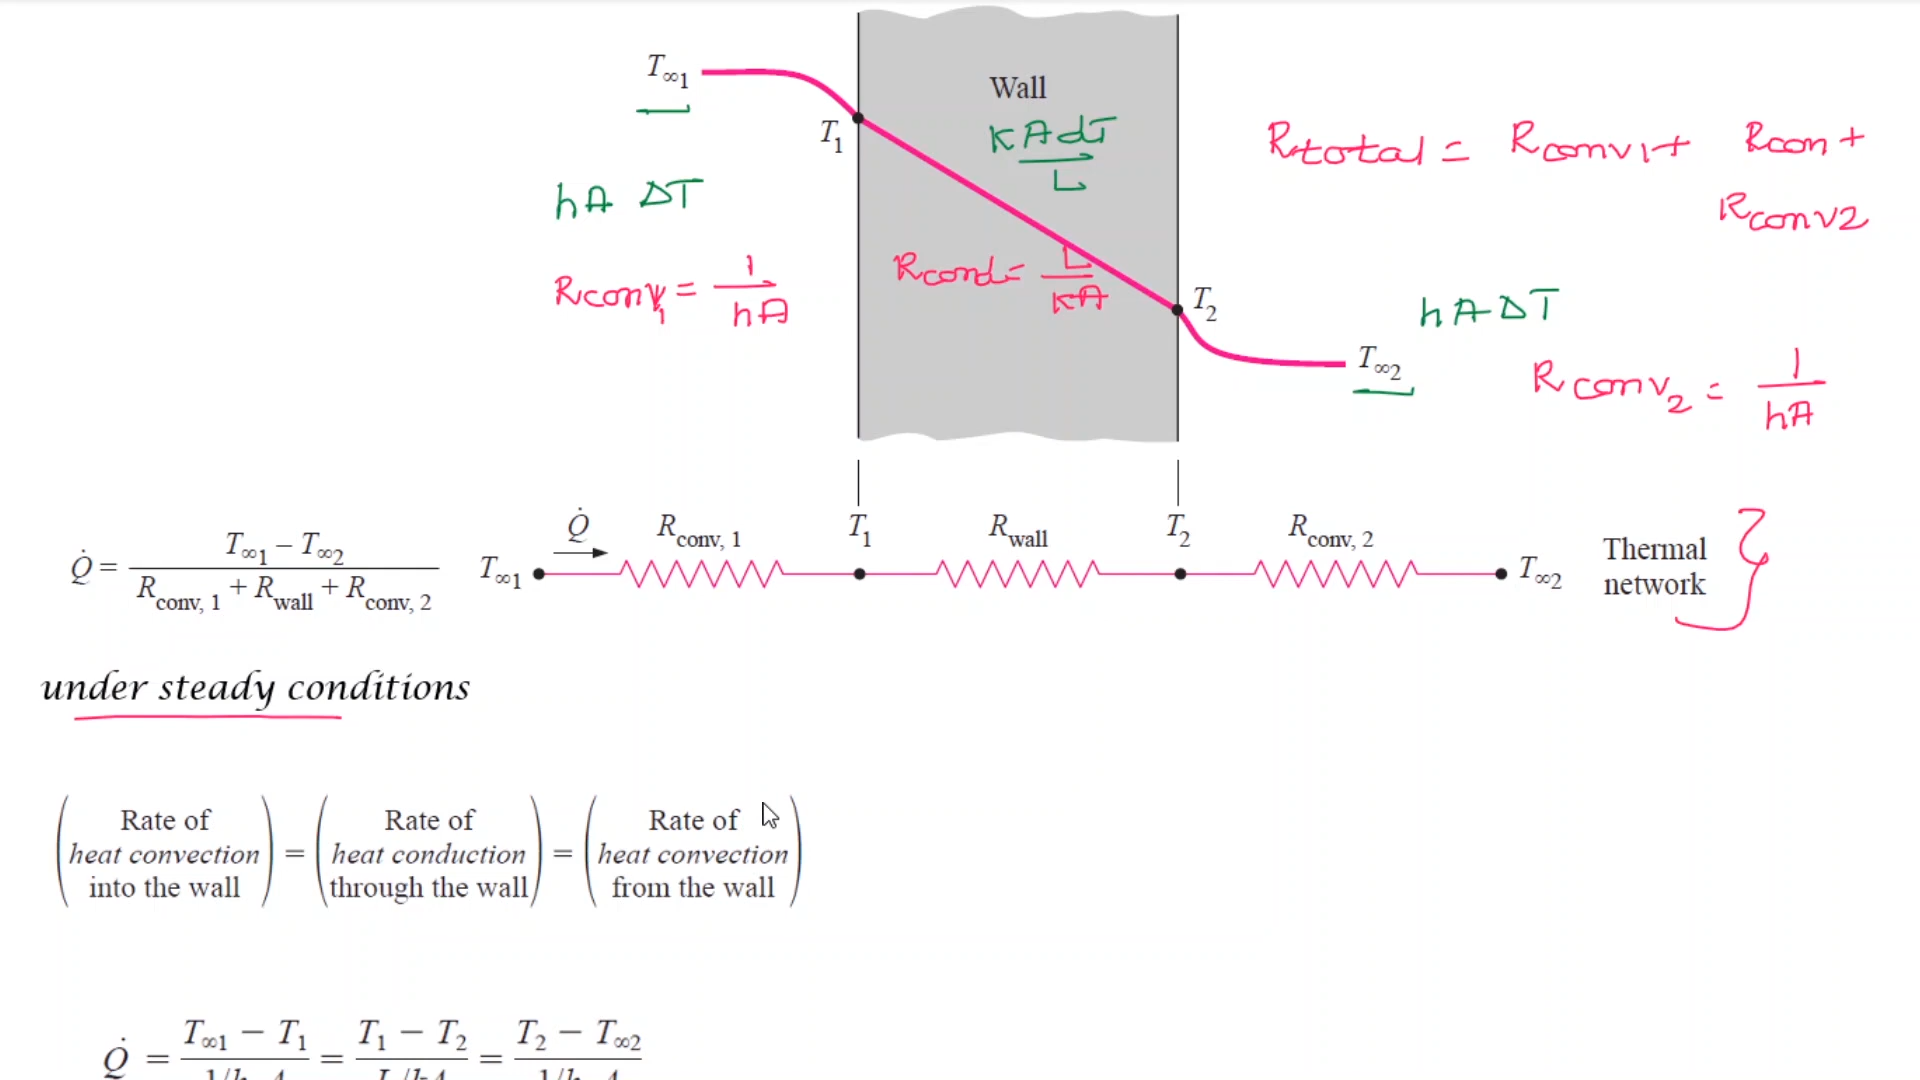 T∞1
Wall
T1
KAdT
L
Rtotal = Rconv1+ Rcon+
Rconv2
hA ΔT
Rconv1 = 1
hA
Rcond = L
KA
T2
hAΔT
T∞2
Rconv2 = 1
hA
Q̇ = T∞1 – T∞2
Rconv, 1 + Rwall + Rconv, 2
T∞1
Q̇
Rconv, 1
T1
Rwall
T2
Rconv, 2
T∞2
Thermal
network
under steady conditions
Rate of
heat convection
into the wall
=
Rate of
heat conduction
through the wall
=
Rate of
heat convection
from the wall
Q̇ = T∞1 − T1 = T1 − T2 = T2 − T∞2